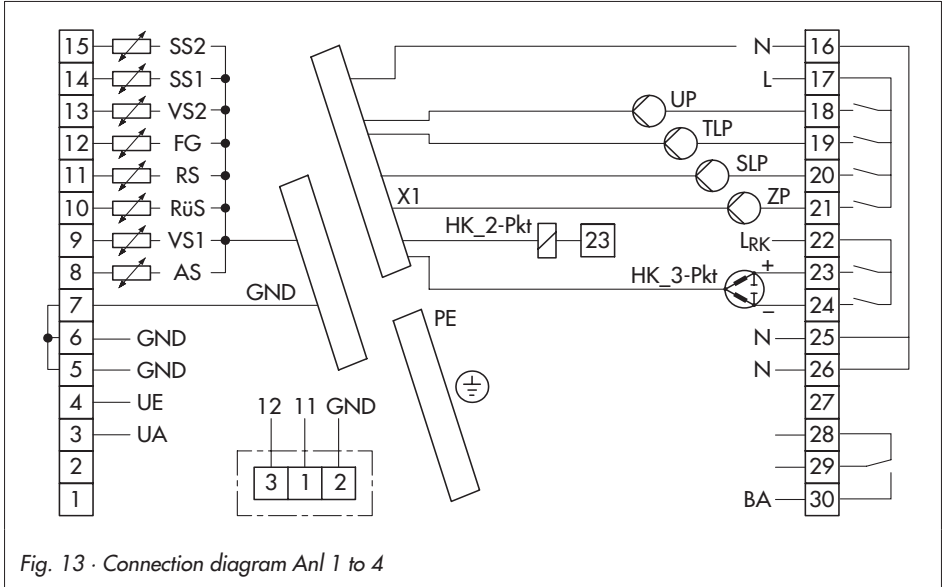 15 SS2 N 16
14 SS1 L 17
13 VS2 UP 18
12 FG TLP 19
11 RS SLP 20
10 RüS X1 ZP 21
9 VS1 HK_2-Pkt 23 LRK 22
8 AS HK_3-Pkt + 23
7 GND − 24
6 GND PE N 25
5 GND N 26
4 UE 12 11 GND 27
3 UA 28
2 3 1 2 29
1 BA 30
Fig. 13 · Connection diagram Anl 1 to 4